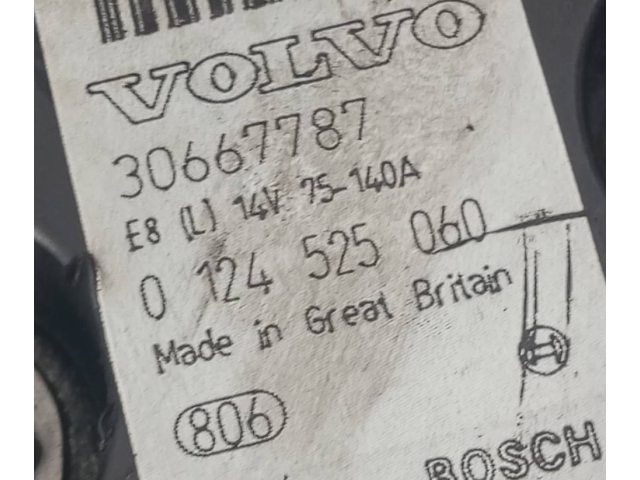 VOLVO
30667787
E8 (L) 14V 75-140A
0 124 525 060
Made in Great Britain
806
BOSCH